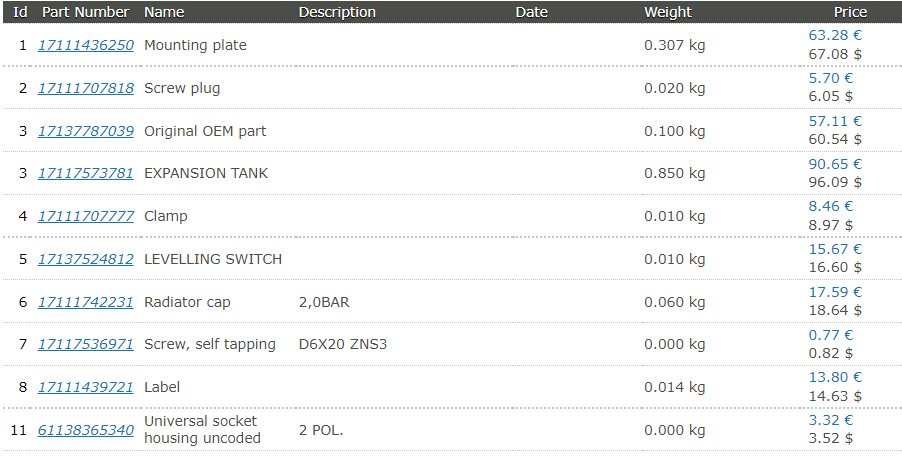 Id Part Number Name Description Date Weight Price
1 17111436250 Mounting plate 0.307 kg 63.28 €
67.08 $
2 17111707818 Screw plug 0.020 kg 5.70 €
6.05 $
3 17137787039 Original OEM part 0.100 kg 57.11 €
60.54 $
3 17117573781 EXPANSION TANK 0.850 kg 90.65 €
96.09 $
4 17111707777 Clamp 0.010 kg 8.46 €
8.97 $
5 17137524812 LEVELLING SWITCH 0.010 kg 15.67 €
16.60 $
6 17111742231 Radiator cap 2,0BAR 0.060 kg 17.59 €
18.64 $
7 17117536971 Screw, self tapping D6X20 ZNS3 0.000 kg 0.77 €
0.82 $
8 17111439721 Label 0.014 kg 13.80 €
14.63 $
11 61138365340 Universal socket 2 POL. 0.000 kg 3.32 €
housing uncoded 3.52 $